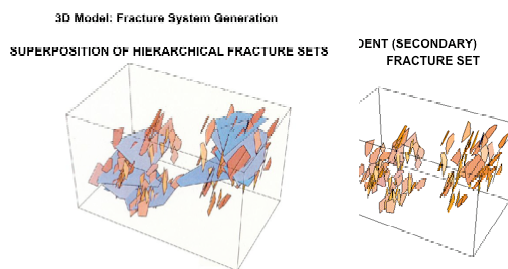 3D Model: Fracture System Generation
SUPERPOSITION OF HIERARCHICAL FRACTURE SETS
DENT (SECONDARY)
FRACTURE SET